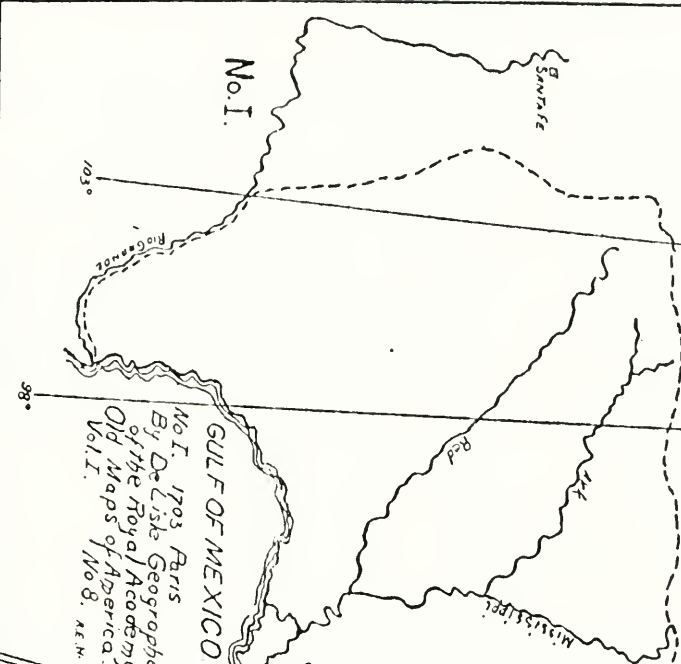 No. I.
SANTA FE
103°
RIO GRANDE
98°
Red
Ark
Mississippi
GULF OF MEXICO
No I. 1703 Paris
By De Lisle Geographe
of the Royal Academy
Old Maps of America.
Vol. I. No 8. R.E.H.